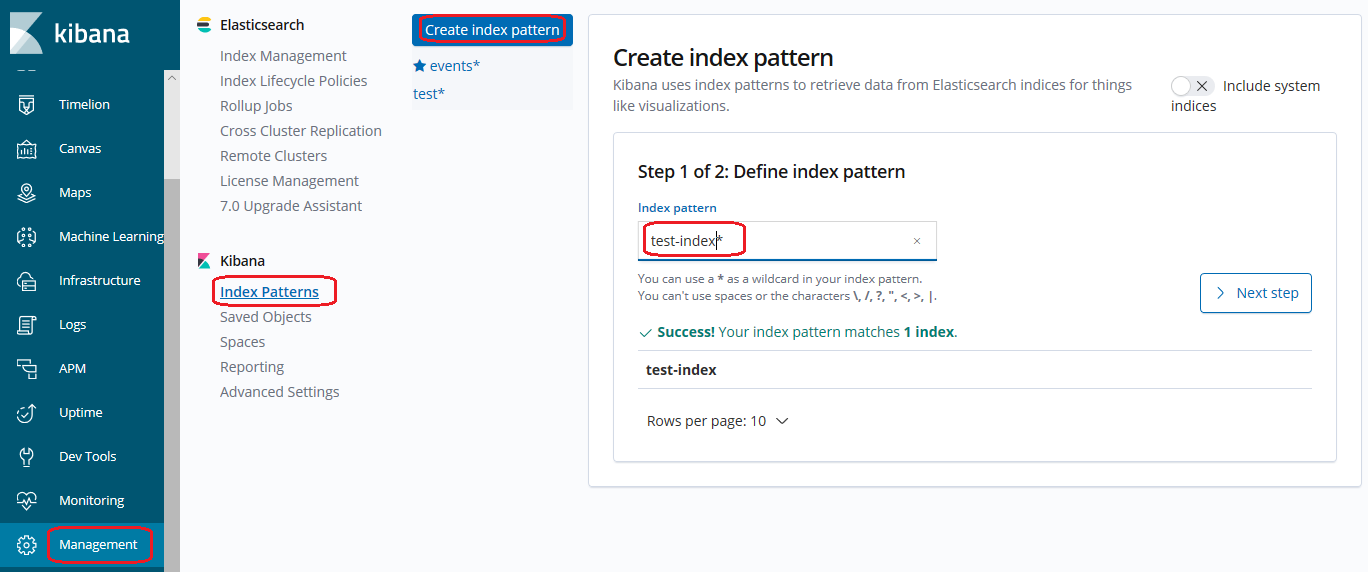 kibana
Timelion
Canvas
Maps
Machine Learning
Infrastructure
Logs
APM
Uptime
Dev Tools
Monitoring
Management
Elasticsearch
Index Management
Index Lifecycle Policies
Rollup Jobs
Cross Cluster Replication
Remote Clusters
License Management
7.0 Upgrade Assistant
Kibana
Index Patterns
Saved Objects
Spaces
Reporting
Advanced Settings
Create index pattern
events*
test*
Create index pattern
Kibana uses index patterns to retrieve data from Elasticsearch indices for things
like visualizations.
Include system
indices
Step 1 of 2: Define index pattern
Index pattern
test-index*
You can use a * as a wildcard in your index pattern.
You can't use spaces or the characters \, /, ?, ", <, >, |.
Next step
Success! Your index pattern matches 1 index.
test-index
Rows per page: 10